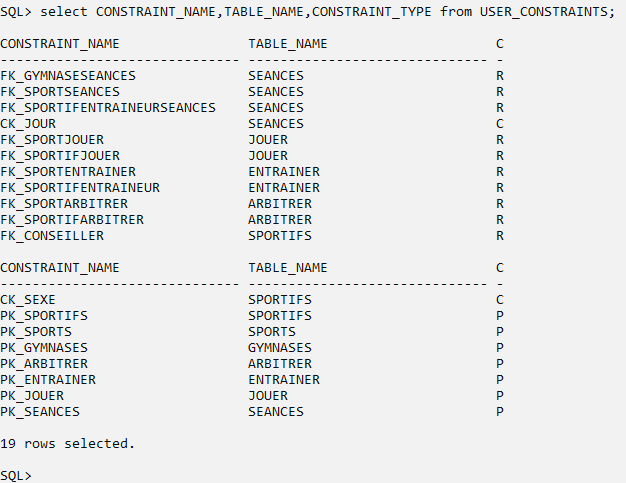 SQL> select CONSTRAINT_NAME,TABLE_NAME,CONSTRAINT_TYPE from USER_CONSTRAINTS;
CONSTRAINT_NAME                TABLE_NAME                     C
------------------------------ ------------------------------ -
FK_GYMNASESEANCES              SEANCES                        R
FK_SPORTSEANCES                SEANCES                        R
FK_SPORTIFENTRAINEURSEANCES    SEANCES                        R
CK_JOUR                        SEANCES                        C
FK_SPORTJOUER                  JOUER                          R
FK_SPORTIFJOUER                JOUER                          R
FK_SPORTENTRAINER              ENTRAINER                      R
FK_SPORTIFENTRAINEUR           ENTRAINER                      R
FK_SPORTARBITRER               ARBITRER                       R
FK_SPORTIFARBITRER             ARBITRER                       R
FK_CONSEILLER                  SPORTIFS                       R
CONSTRAINT_NAME                TABLE_NAME                     C
------------------------------ ------------------------------ -
CK_SEXE                        SPORTIFS                       C
PK_SPORTIFS                    SPORTIFS                       P
PK_SPORTS                      SPORTS                         P
PK_GYMNASES                    GYMNASES                       P
PK_ARBITRER                    ARBITRER                       P
PK_ENTRAINER                   ENTRAINER                      P
PK_JOUER                       JOUER                          P
PK_SEANCES                     SEANCES                        P
19 rows selected.
SQL>